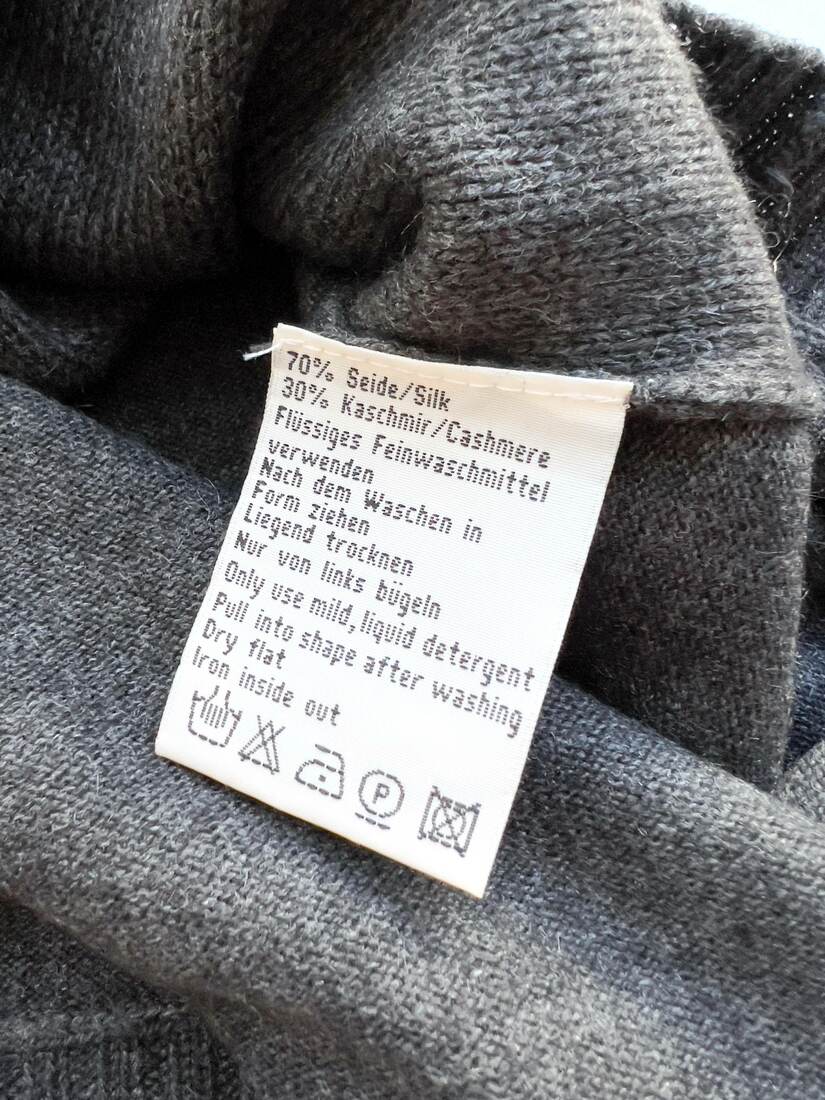 70% Seide/Silk
30% Kaschmir/Cashmere
Flüssiges Feinwaschmittel
verwenden
Nach dem Waschen in
Form ziehen
Liegend trocknen
Nur von links bügeln
Only use mild, liquid detergent
Pull into shape after washing
Dry flat
Iron inside out
P